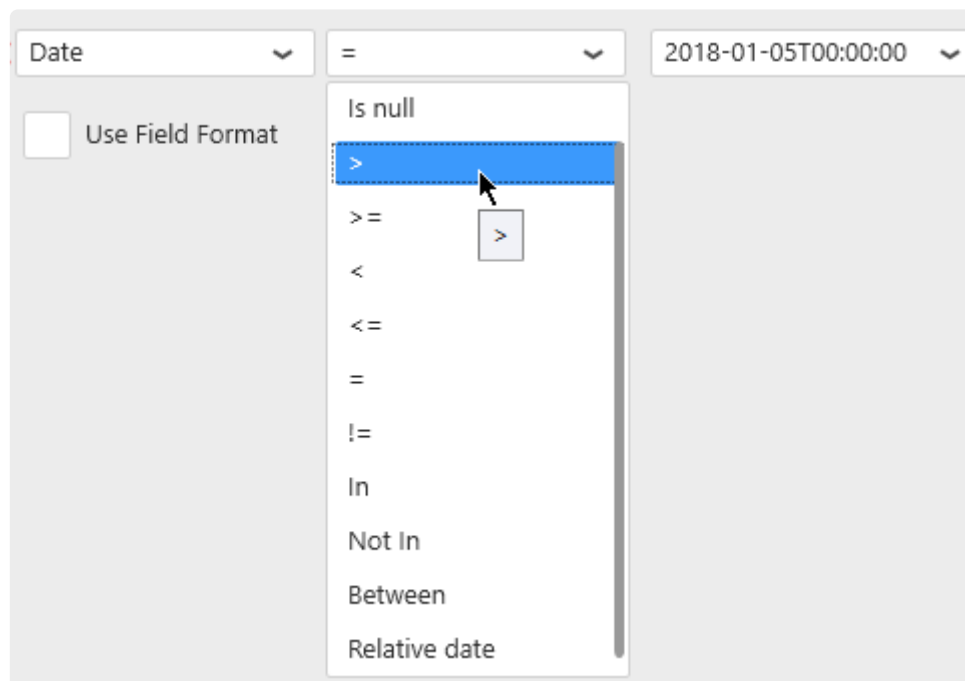 Date
=
2018-01-05T00:00:00
Use Field Format
Is null
>
>
>=
<
<=
=
!=
In
Not In
Between
Relative date